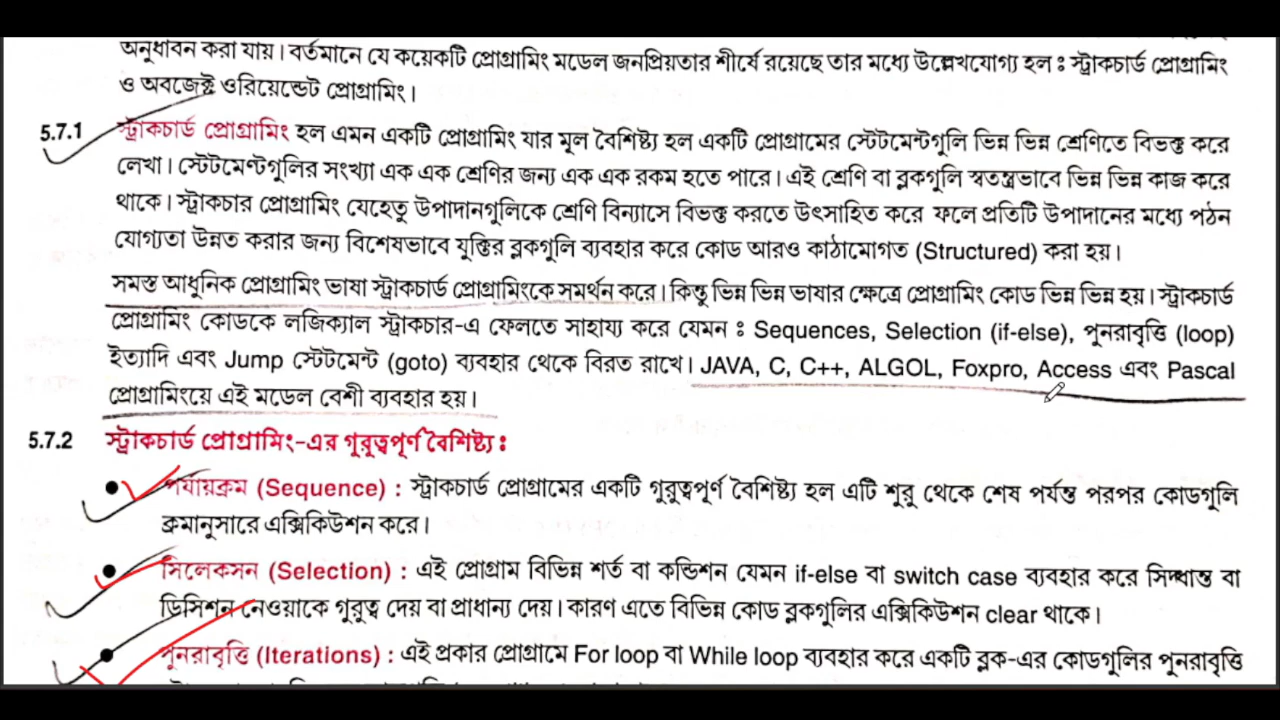 অনুধাবন করা যায়। বর্তমানে যে কয়েকটি প্রোগ্রামিং মডেল জনপ্রিয়তার শীর্ষে রয়েছে তার মধ্যে উল্লেখযোগ্য হল : স্ট্রাকচার্ড প্রোগ্রামিং
ও অবজেক্ট ওরিয়েন্টেট প্রোগ্রামিং।
5.7.1 স্ট্রাকচার্ড প্রোগ্রামিং হল এমন একটি প্রোগ্রামিং যার মূল বৈশিষ্ট্য হল একটি প্রোগ্রামের স্টেটমেন্টগুলি ভিন্ন ভিন্ন শ্রেণিতে বিভক্ত করে
লেখা। স্টেটমেণ্টগুলির সংখ্যা এক এক শ্রেণির জন্য এক এক রকম হতে পারে। এই শ্রেণি বা ব্লকগুলি স্বতন্ত্রভাবে ভিন্ন ভিন্ন কাজ করে
থাকে। স্ট্রাকচার প্রোগ্রামিং যেহেতু উপাদানগুলিকে শ্রেণি বিন্যাসে বিভক্ত করতে উৎসাহিত করে ফলে প্রতিটি উপাদানের মধ্যে পঠন
যোগ্যতা উন্নত করার জন্য বিশেষভাবে যুক্তির ব্লকগুলি ব্যবহার করে কোড আরও কাঠামোগত (Structured) করা হয়।
সমস্ত আধুনিক প্রোগ্রামিং ভাষা স্ট্রাকচার্ড প্রোগ্রামিংকে সমর্থন করে। কিন্তু ভিন্ন ভিন্ন ভাষার ক্ষেত্রে প্রোগ্রামিং কোড ভিন্ন ভিন্ন হয়। স্ট্রাকচার্ড
প্রোগ্রামিং কোডকে লজিক্যাল স্ট্রাকচার-এ ফেলতে সাহায্য করে যেমন : Sequences, Selection (if-else), পুনরাবৃত্তি (loop)
ইত্যাদি এবং Jump স্টেটমেন্ট (goto) ব্যবহার থেকে বিরত রাখে। JAVA, C, C++, ALGOL, Foxpro, Access এবং Pascal
প্রোগ্রামিংয়ে এই মডেল বেশী ব্যবহার হয়।
5.7.2 স্ট্রাকচার্ড প্রোগ্রামিং-এর গুরুত্বপূর্ণ বৈশিষ্ট্য :
● পর্যায়ক্রম (Sequence) : স্ট্রাকচার্ড প্রোগ্রামের একটি গুরুত্বপূর্ণ বৈশিষ্ট্য হল এটি শুরু থেকে শেষ পর্যন্ত পরপর কোডগুলি
ক্রমানুসারে এক্সিকিউশন করে।
● সিলেকসন (Selection) : এই প্রোগ্রাম বিভিন্ন শর্ত বা কন্ডিশন যেমন if-else বা switch case ব্যবহার করে সিদ্ধান্ত বা
ডিসিশন নেওয়াকে গুরুত্ব দেয় বা প্রাধান্য দেয়। কারণ এতে বিভিন্ন কোড ব্লকগুলির এক্সিকিউশন clear থাকে।
● পুনরাবৃত্তি (Iterations) : এই প্রকার প্রোগ্রামে For loop বা While loop ব্যবহার করে একটি ব্লক-এর কোডগুলির পুনরাবৃত্তি